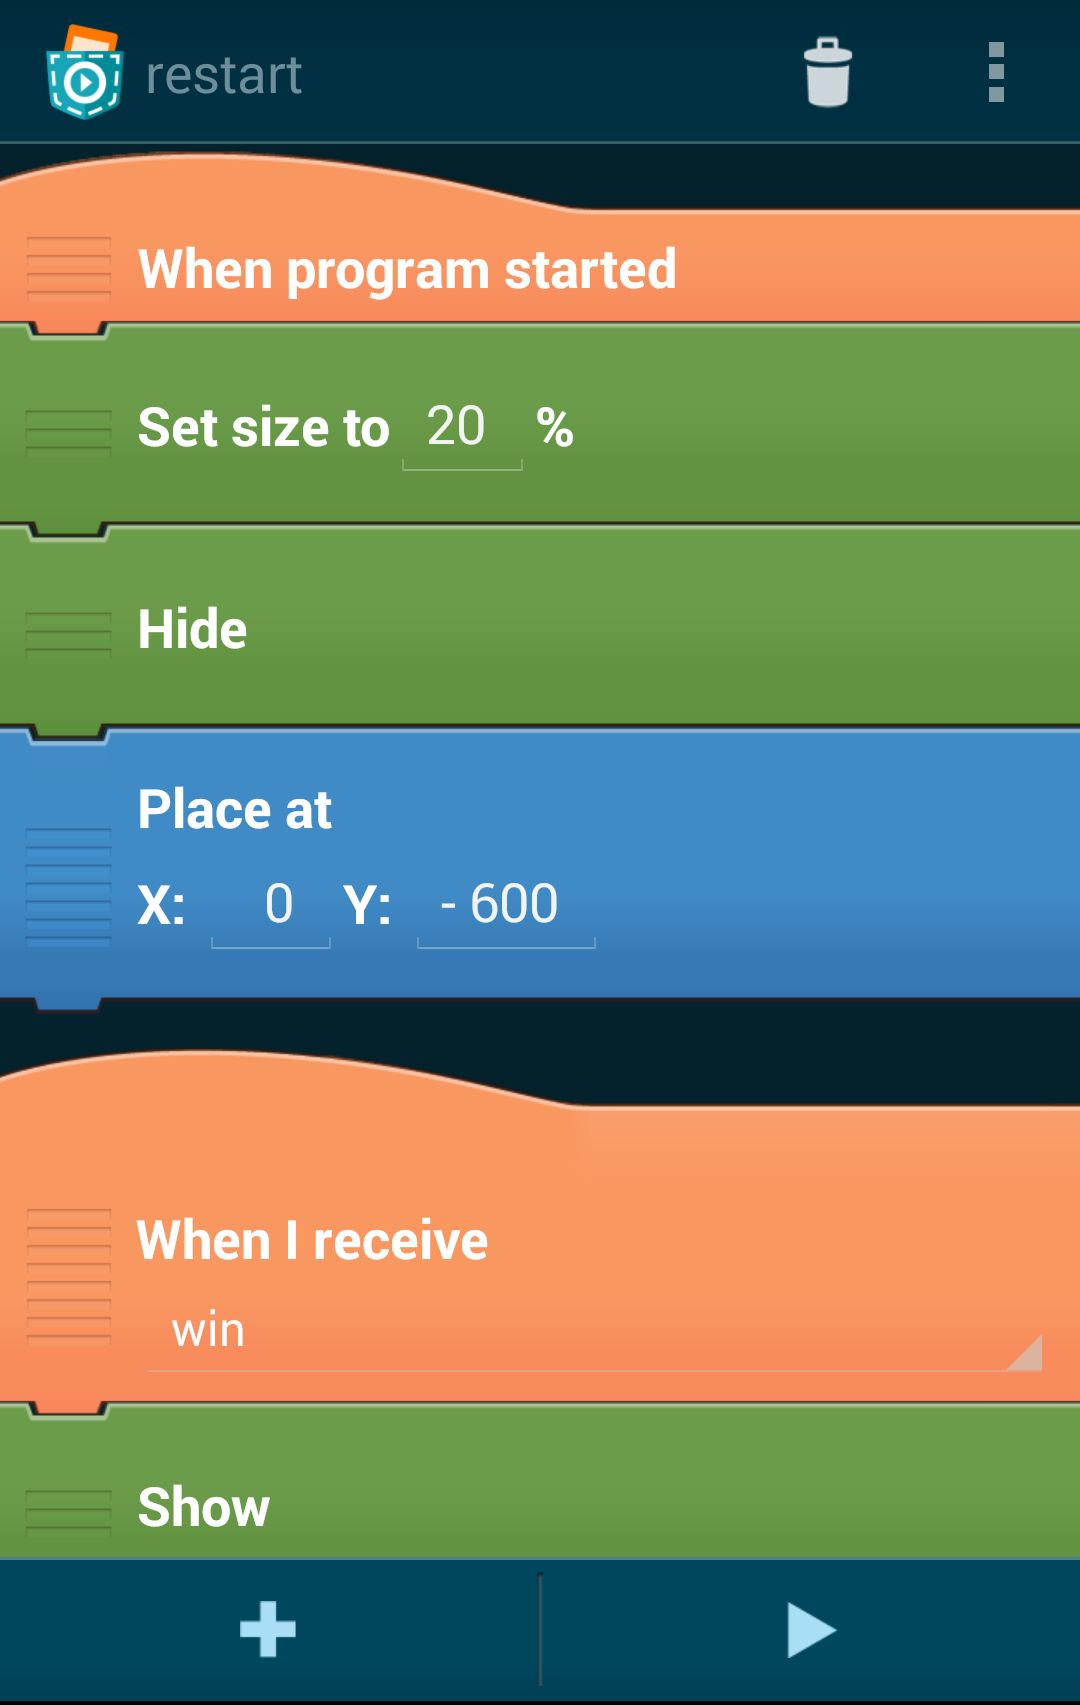 restart
When program started
Set size to 20 %
Hide
Place at
X: 0 Y: - 600
When I receive
win
Show